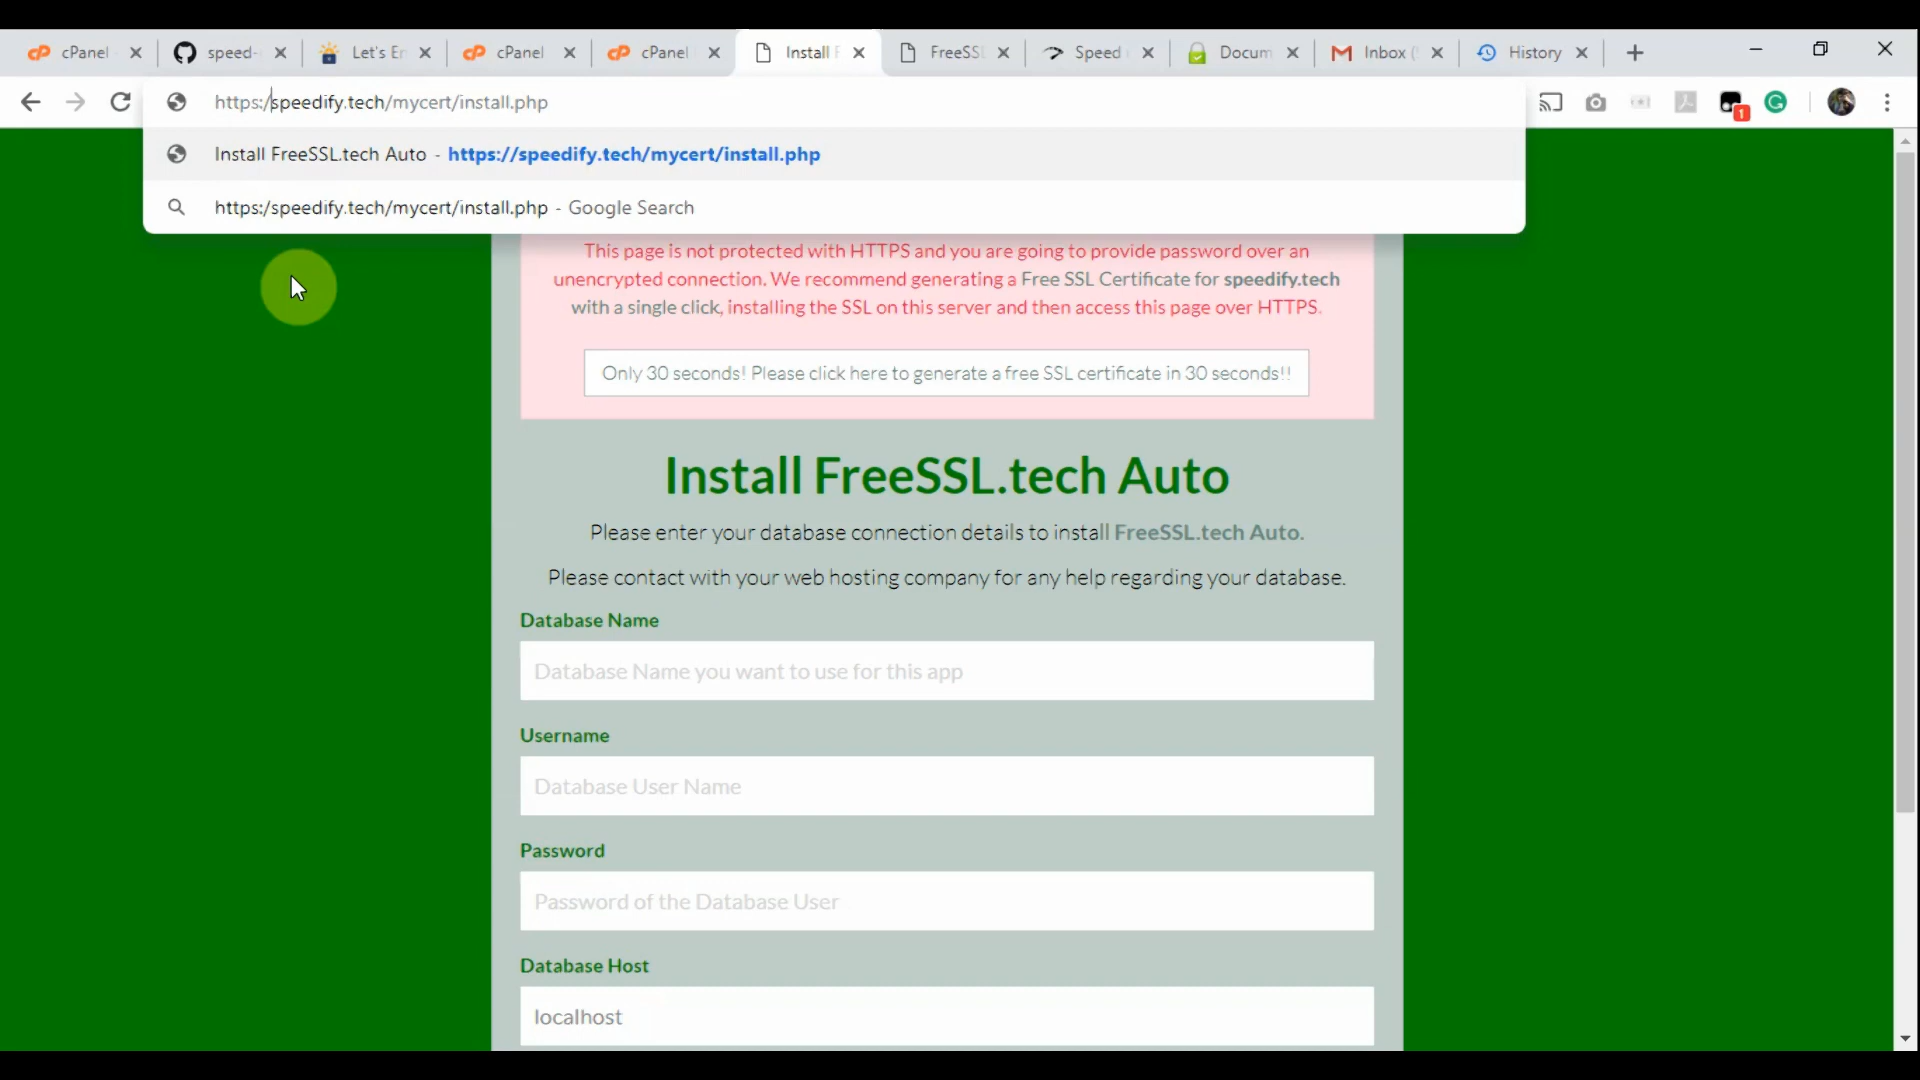 cPanel
speed-
Let's En
cPanel
cPanel
Install F
FreeSSL
Speed
Docum
Inbox (
History
https:/speedify.tech/mycert/install.php
1
Install FreeSSL.tech Auto - https://speedify.tech/mycert/install.php
https:/speedify.tech/mycert/install.php - Google Search
This page is not protected with HTTPS and you are going to provide password over an
unencrypted connection. We recommend generating a Free SSL Certificate for speedify.tech
with a single click, installing the SSL on this server and then access this page over HTTPS.
Only 30 seconds! Please click here to generate a free SSL certificate in 30 seconds!!
Install FreeSSL.tech Auto
Please enter your database connection details to install FreeSSL.tech Auto.
Please contact with your web hosting company for any help regarding your database.
Database Name
Database Name you want to use for this app
Username
Database User Name
Password
Password of the Database User
Database Host
localhost